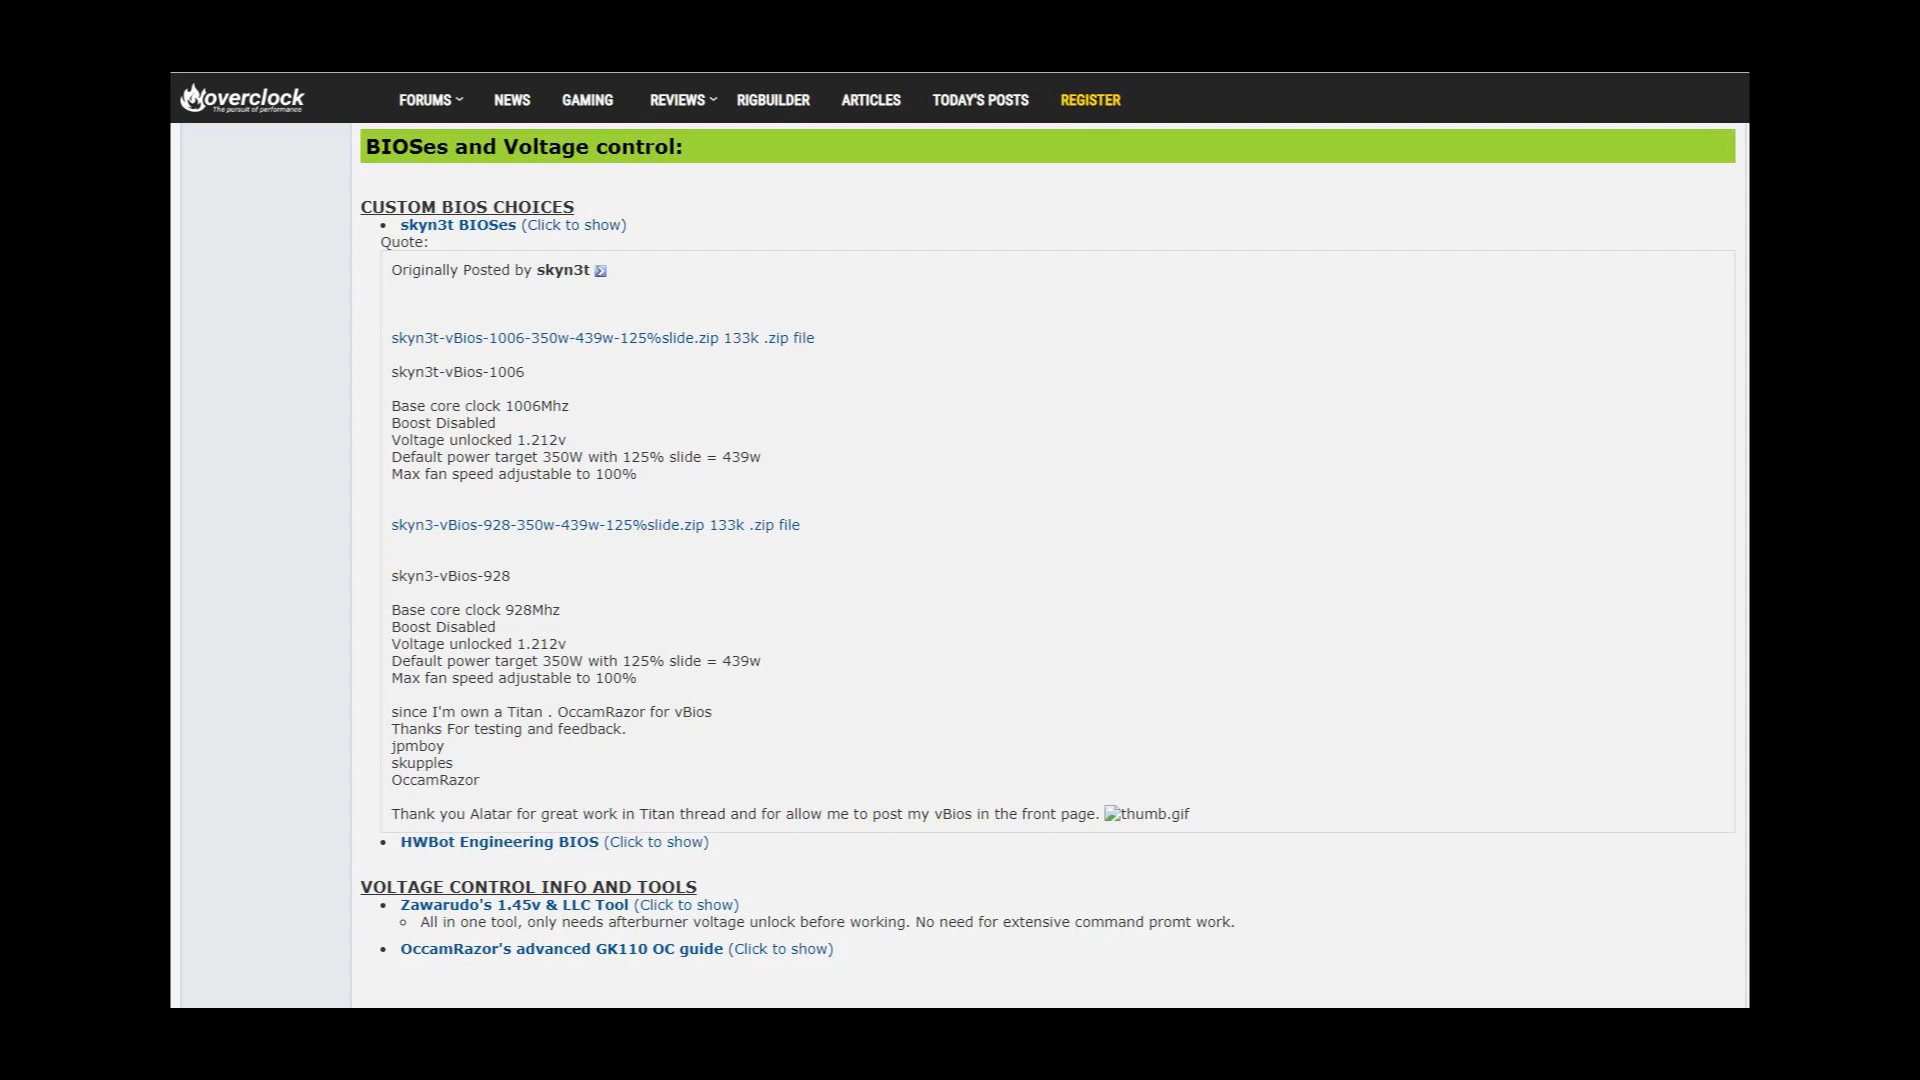 overclock
The pursuit of performance
FORUMS NEWS GAMING REVIEWS RIGBUILDER ARTICLES TODAY'S POSTS REGISTER
BIOSes and Voltage control:
CUSTOM BIOS CHOICES
• skyn3t BIOSes (Click to show)
Quote:
Originally Posted by skyn3t
skyn3t-vBios-1006-350w-439w-125%slide.zip 133k .zip file
skyn3t-vBios-1006
Base core clock 1006Mhz
Boost Disabled
Voltage unlocked 1.212v
Default power target 350W with 125% slide = 439w
Max fan speed adjustable to 100%
skyn3-vBios-928-350w-439w-125%slide.zip 133k .zip file
skyn3-vBios-928
Base core clock 928Mhz
Boost Disabled
Voltage unlocked 1.212v
Default power target 350W with 125% slide = 439w
Max fan speed adjustable to 100%
since I'm own a Titan . OccamRazor for vBios
Thanks For testing and feedback.
jpmboy
skupples
OccamRazor
Thank you Alatar for great work in Titan thread and for allow me to post my vBios in the front page. thumb.gif
• HWBot Engineering BIOS (Click to show)
VOLTAGE CONTROL INFO AND TOOLS
• Zawarudo's 1.45v & LLC Tool (Click to show)
○ All in one tool, only needs afterburner voltage unlock before working. No need for extensive command promt work.
• OccamRazor's advanced GK110 OC guide (Click to show)